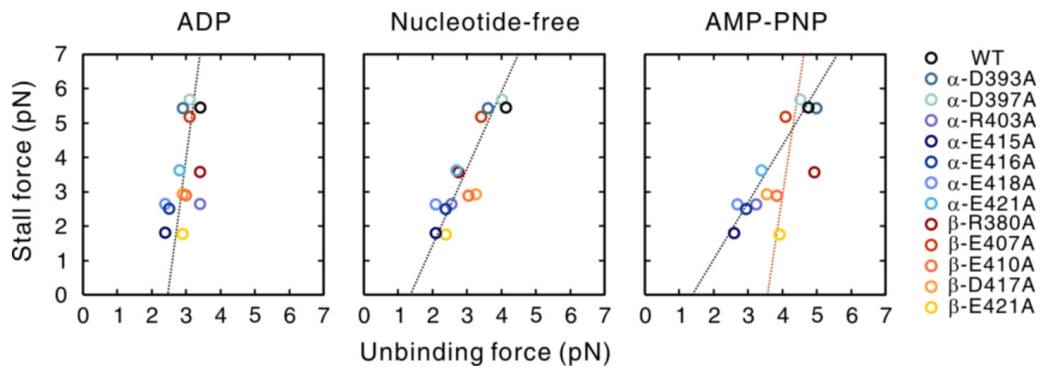 ADP
Nucleotide-free
AMP-PNP
Stall force (pN)
7
6
5
4
3
2
1
0
0 1 2 3 4 5 6 7
0 1 2 3 4 5 6 7
0 1 2 3 4 5 6 7
Unbinding force (pN)
WT
α-D393A
α-D397A
α-R403A
α-E415A
α-E416A
α-E418A
α-E421A
β-R380A
β-E407A
β-E410A
β-D417A
β-E421A